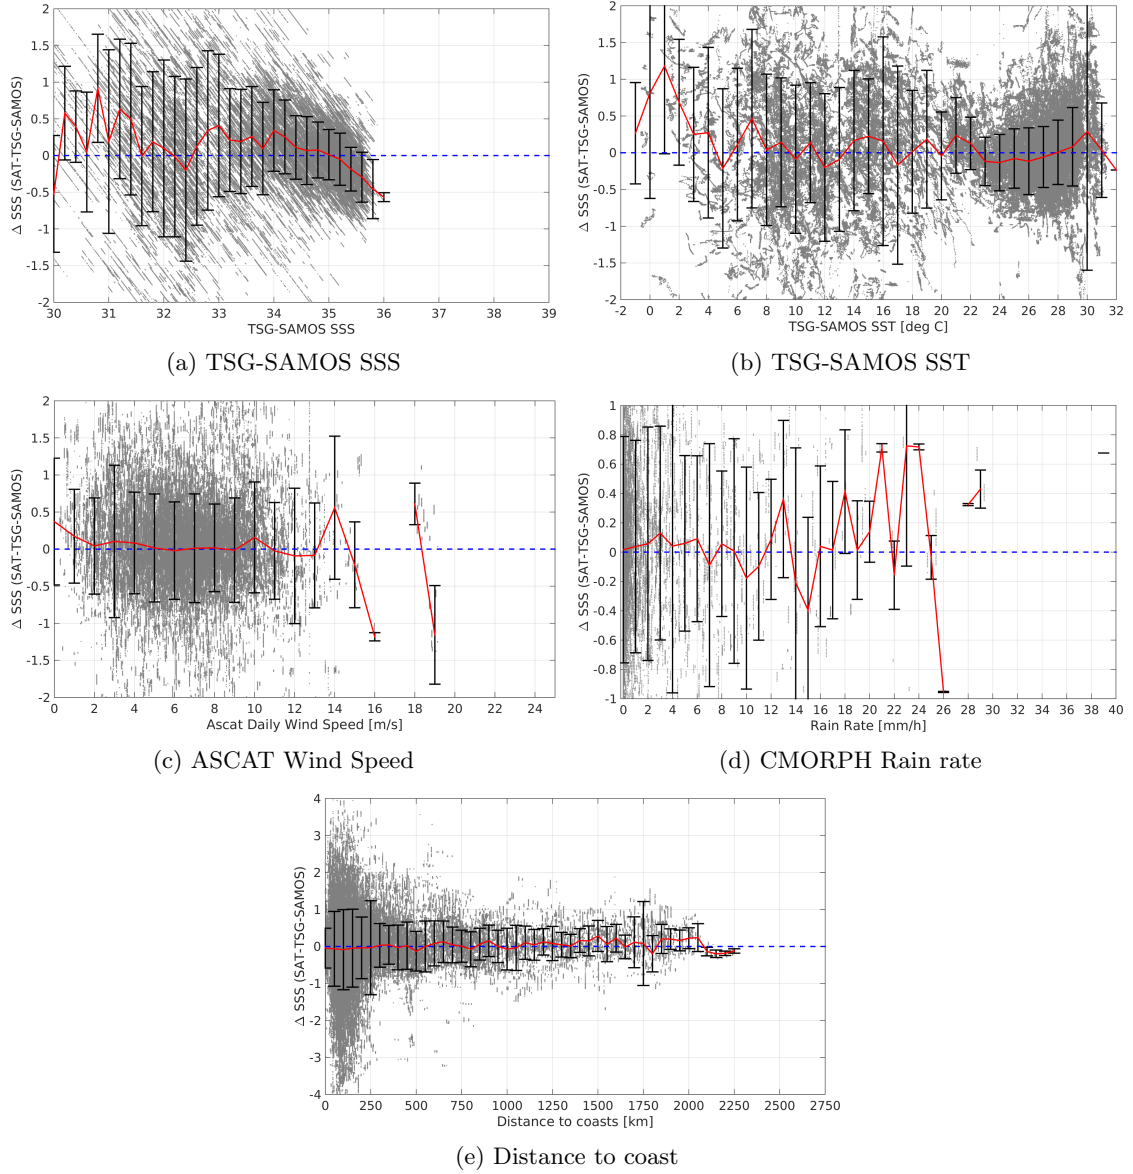 2
1.5
1
0.5
0
-0.5
-1
-1.5
-2
Δ SSS (SAT-TSG-SAMOS)
30 31 32 33 34 35 36 37 38 39
TSG-SAMOS SSS
(a) TSG-SAMOS SSS
2
1.5
1
0.5
0
-0.5
-1
-1.5
-2
Δ SSS (SAT-TSG-SAMOS)
-2 0 2 4 6 8 10 12 14 16 18 20 22 24 26 28 30 32
TSG-SAMOS SST [deg C]
(b) TSG-SAMOS SST
2
1.5
1
0.5
0
-0.5
-1
-1.5
-2
Δ SSS (SAT-TSG-SAMOS)
0 2 4 6 8 10 12 14 16 18 20 22 24
Ascat Daily Wind Speed [m/s]
(c) ASCAT Wind Speed
1
0.8
0.6
0.4
0.2
0
-0.2
-0.4
-0.6
-0.8
-1
Δ SSS (SAT-TSG-SAMOS)
0 2 4 6 8 10 12 14 16 18 20 22 24 26 28 30 32 34 36 38 40
Rain Rate [mm/h]
(d) CMORPH Rain rate
4
3
2
1
0
-1
-2
-3
-4
Δ SSS (SAT-TSG-SAMOS)
0 250 500 750 1000 1250 1500 1750 2000 2250 2500 2750
Distance to coasts [km]
(e) Distance to coast